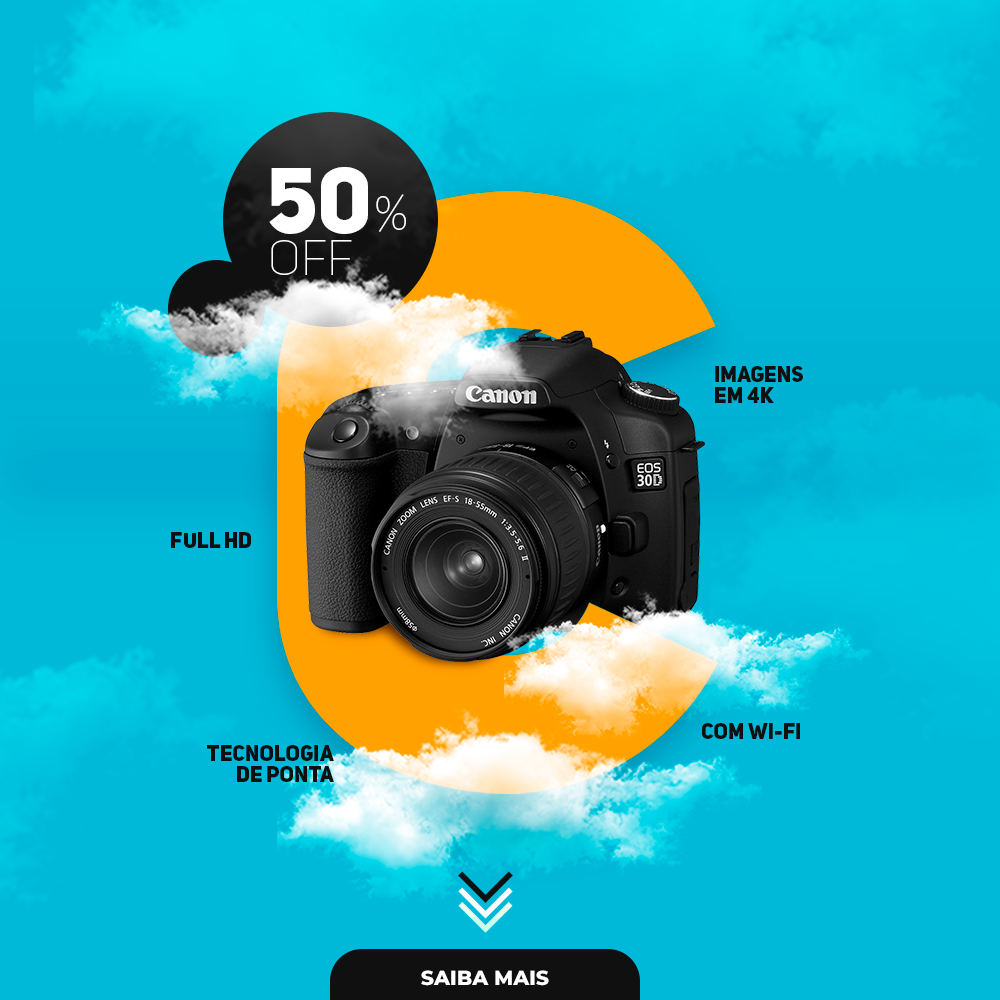 50%
OFF
IMAGENS
EM 4K
Canon
EOS
30D
CANON ZOOM LENS EF-S 18-55mm 1:3.5-5.6 II
Canon
ø58mm
CANON INC
FULL HD
COM WI-FI
TECNOLOGIA
DE PONTA
SAIBA MAIS